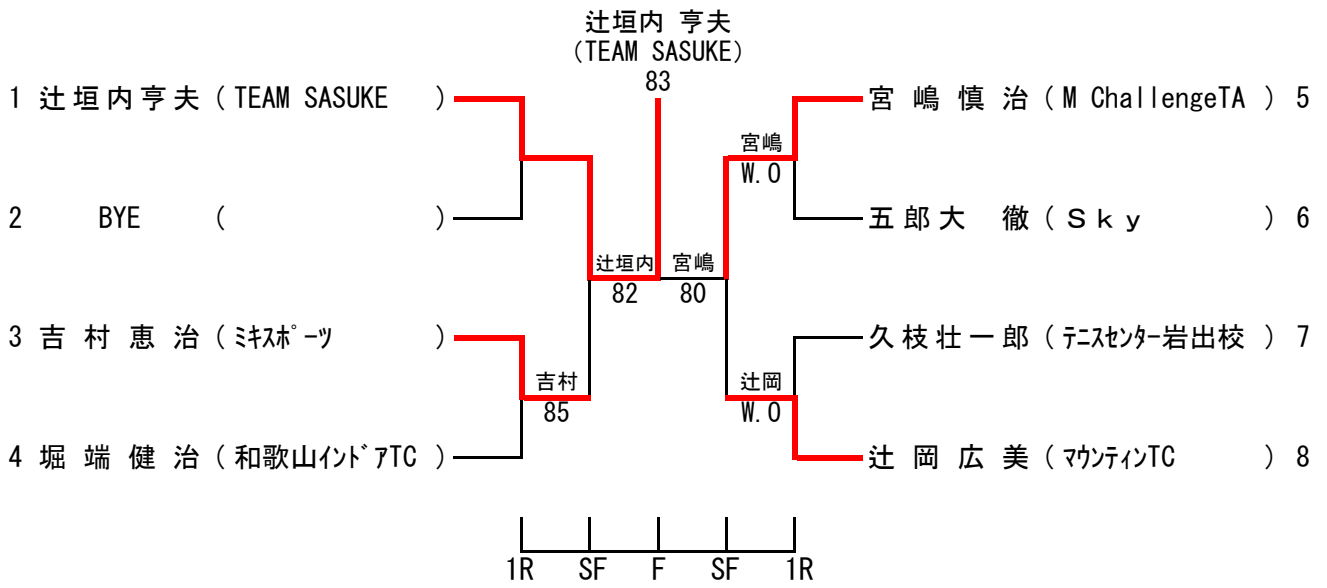 辻垣内 亨夫
(TEAM SASUKE)
83
1 辻垣内亨夫 ( TEAM SASUKE )
宮嶋慎治 ( M ChallengeTA ) 5
宮嶋
W.O
2 BYE ( )
五郎大 徹 ( Ｓｋｙ ) 6
辻垣内 宮嶋
82 80
3 吉村恵治 ( ﾐｷｽﾎﾟｰﾂ )
久枝壮一郎 ( ﾃﾆｽｾﾝﾀｰ岩出校 ) 7
吉村
85
辻岡
W.O
4 堀端健治 ( 和歌山ｲﾝﾄﾞｱTC )
辻岡広美 ( ﾏｳﾝﾃｨﾝTC ) 8
1R SF F SF 1R